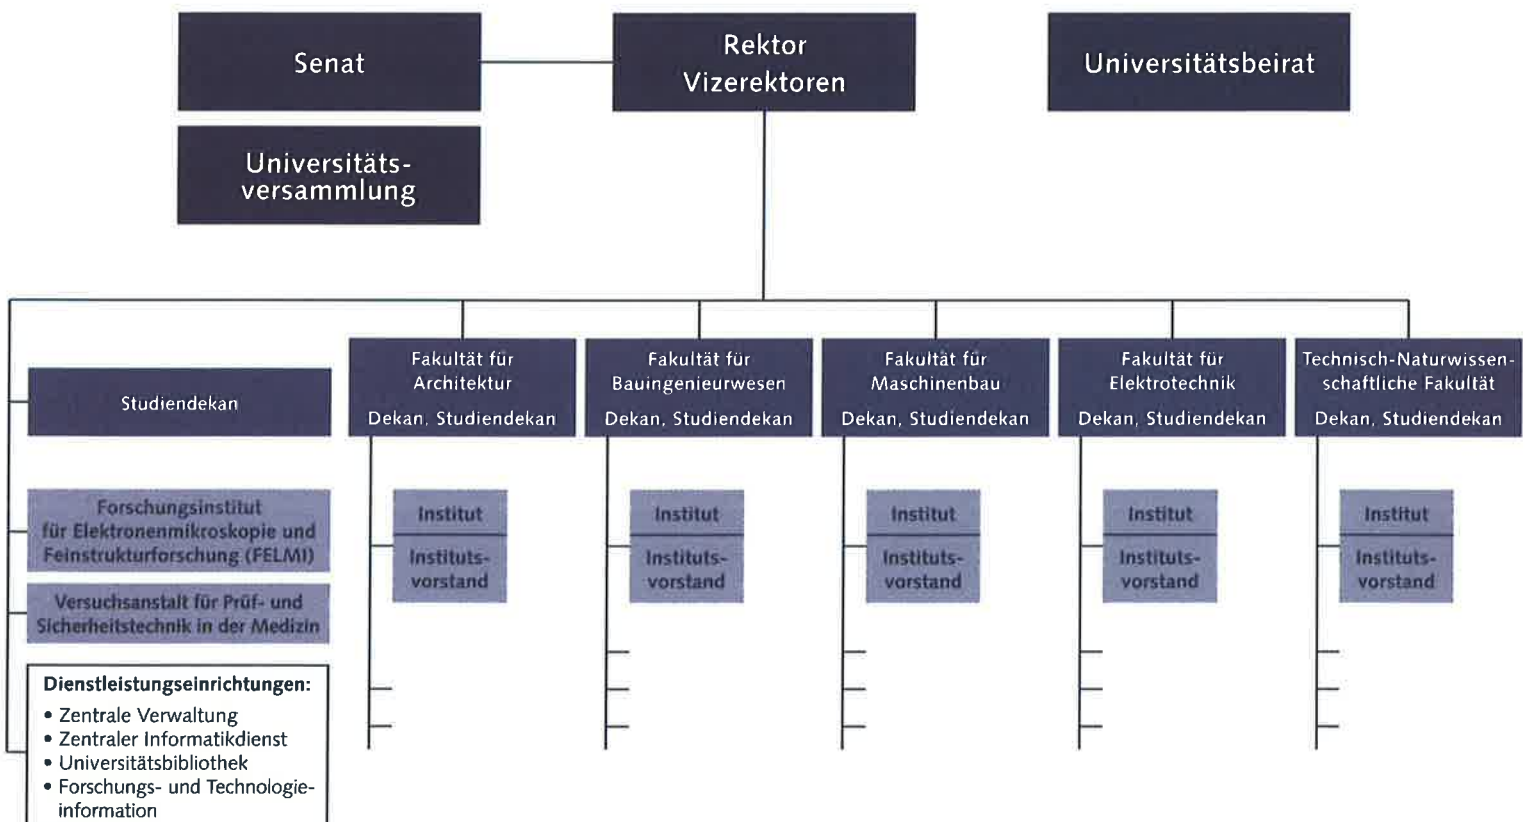 Senat
Rektor
Vizerektoren
Universitätsbeirat
Universitäts-
versammlung
Studiendekan
Fakultät für
Architektur
Dekan, Studiendekan
Fakultät für
Bauingenieurwesen
Dekan, Studiendekan
Fakultät für
Maschinenbau
Dekan, Studiendekan
Fakultät für
Elektrotechnik
Dekan, Studiendekan
Technisch-Naturwissen-
schaftliche Fakultät
Dekan, Studiendekan
Forschungsinstitut
für Elektronenmikroskopie und
Feinstrukturforschung (FELMI)
Versuchsanstalt für Prüf- und
Sicherheitstechnik in der Medizin
Institut
Instituts-
vorstand
Institut
Instituts-
vorstand
Institut
Instituts-
vorstand
Institut
Instituts-
vorstand
Institut
Instituts-
vorstand
Dienstleistungseinrichtungen:
• Zentrale Verwaltung
• Zentraler Informatikdienst
• Universitätsbibliothek
• Forschungs- und Technologie-
information